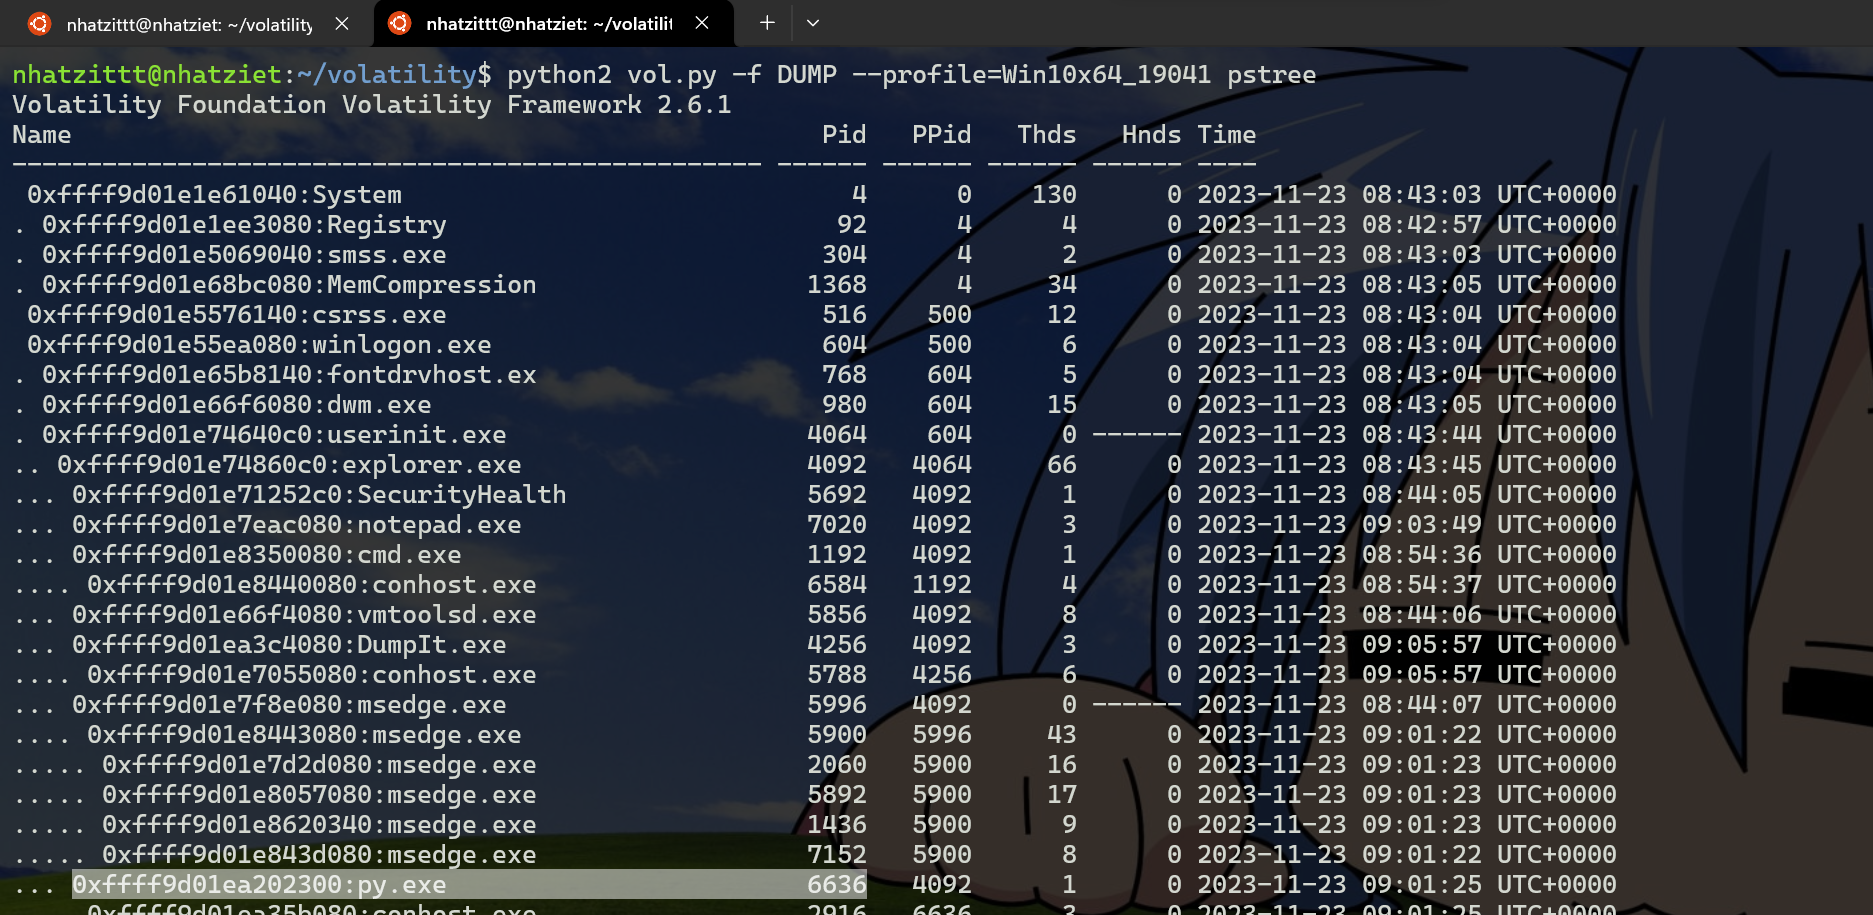 nhatzittt@nhatziet: ~/volatility
nhatzittt@nhatziet: ~/volatilit
nhatzittt@nhatziet:~/volatility$ python2 vol.py -f DUMP --profile=Win10x64_19041 pstree
Volatility Foundation Volatility Framework 2.6.1
Name Pid PPid Thds Hnds Time
-------------------------------------------------- ------ ------ ------ ------ ----
0xffff9d01e1e61040:System 4 0 130 0 2023-11-23 08:43:03 UTC+0000
. 0xffff9d01e1ee3080:Registry 92 4 4 0 2023-11-23 08:42:57 UTC+0000
. 0xffff9d01e5069040:smss.exe 304 4 2 0 2023-11-23 08:43:03 UTC+0000
. 0xffff9d01e68bc080:MemCompression 1368 4 34 0 2023-11-23 08:43:05 UTC+0000
0xffff9d01e5576140:csrss.exe 516 500 12 0 2023-11-23 08:43:04 UTC+0000
0xffff9d01e55ea080:winlogon.exe 604 500 6 0 2023-11-23 08:43:04 UTC+0000
. 0xffff9d01e65b8140:fontdrvhost.ex 768 604 5 0 2023-11-23 08:43:04 UTC+0000
. 0xffff9d01e66f6080:dwm.exe 980 604 15 0 2023-11-23 08:43:05 UTC+0000
. 0xffff9d01e74640c0:userinit.exe 4064 604 0 ------ 2023-11-23 08:43:44 UTC+0000
.. 0xffff9d01e74860c0:explorer.exe 4092 4064 66 0 2023-11-23 08:43:45 UTC+0000
... 0xffff9d01e71252c0:SecurityHealth 5692 4092 1 0 2023-11-23 08:44:05 UTC+0000
... 0xffff9d01e7eac080:notepad.exe 7020 4092 3 0 2023-11-23 09:03:49 UTC+0000
... 0xffff9d01e8350080:cmd.exe 1192 4092 1 0 2023-11-23 08:54:36 UTC+0000
.... 0xffff9d01e8440080:conhost.exe 6584 1192 4 0 2023-11-23 08:54:37 UTC+0000
... 0xffff9d01e66f4080:vmtoolsd.exe 5856 4092 8 0 2023-11-23 08:44:06 UTC+0000
... 0xffff9d01ea3c4080:DumpIt.exe 4256 4092 3 0 2023-11-23 09:05:57 UTC+0000
.... 0xffff9d01e7055080:conhost.exe 5788 4256 6 0 2023-11-23 09:05:57 UTC+0000
... 0xffff9d01e7f8e080:msedge.exe 5996 4092 0 ------ 2023-11-23 08:44:07 UTC+0000
.... 0xffff9d01e8443080:msedge.exe 5900 5996 43 0 2023-11-23 09:01:22 UTC+0000
..... 0xffff9d01e7d2d080:msedge.exe 2060 5900 16 0 2023-11-23 09:01:23 UTC+0000
..... 0xffff9d01e8057080:msedge.exe 5892 5900 17 0 2023-11-23 09:01:23 UTC+0000
..... 0xffff9d01e8620340:msedge.exe 1436 5900 9 0 2023-11-23 09:01:23 UTC+0000
..... 0xffff9d01e843d080:msedge.exe 7152 5900 8 0 2023-11-23 09:01:22 UTC+0000
... 0xffff9d01ea202300:py.exe 6636 4092 1 0 2023-11-23 09:01:25 UTC+0000
.... 0xffff9d01ea35b080:conhost.exe 2916 6636 3 0 2023-11-23 09:01:25 UTC+0000